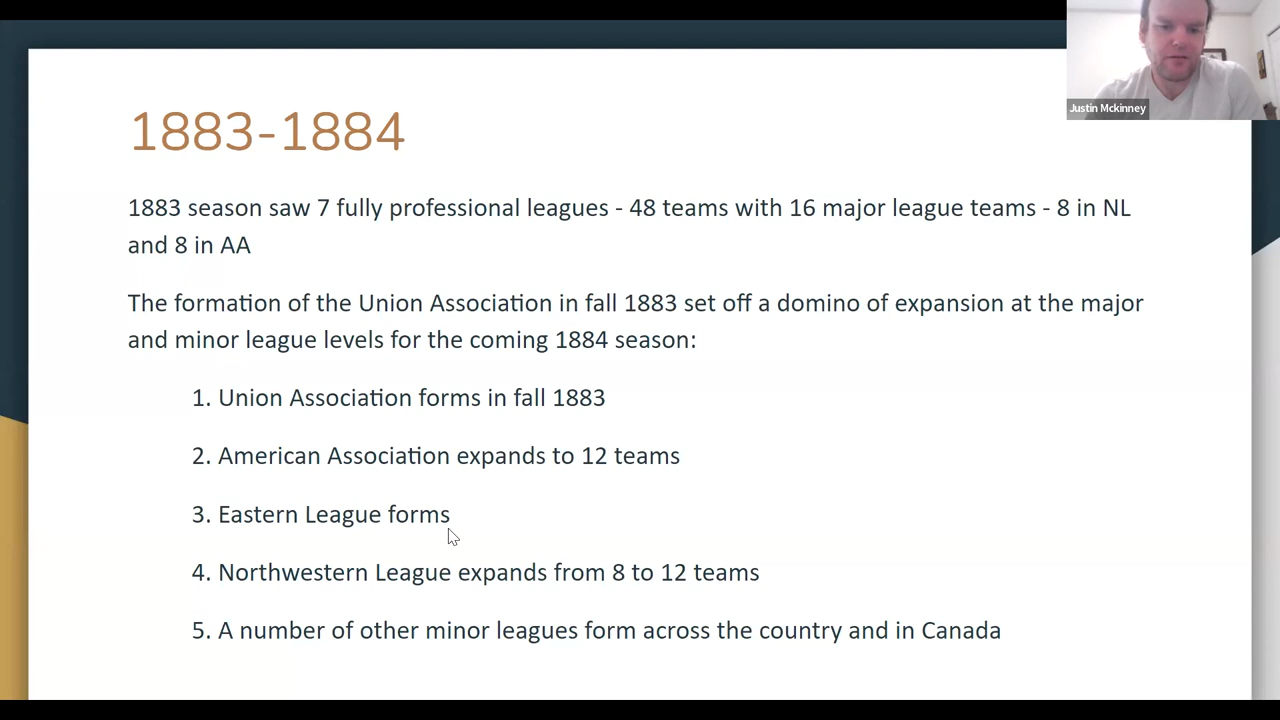 Justin Mckinney
1883-1884
1883 season saw 7 fully professional leagues - 48 teams with 16 major league teams - 8 in NL
and 8 in AA
The formation of the Union Association in fall 1883 set off a domino of expansion at the major
and minor league levels for the coming 1884 season:
1. Union Association forms in fall 1883
2. American Association expands to 12 teams
3. Eastern League forms
4. Northwestern League expands from 8 to 12 teams
5. A number of other minor leagues form across the country and in Canada